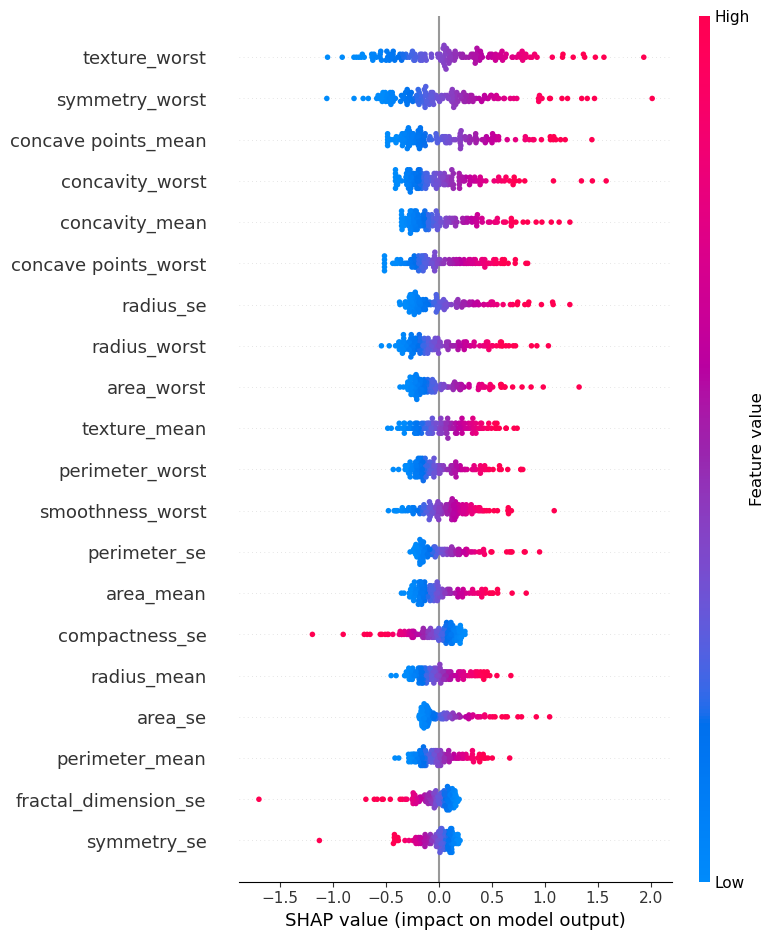 High
texture_worst
symmetry_worst
concave points_mean
concavity_worst
concavity_mean
concave points_worst
radius_se
radius_worst
area_worst
texture_mean
perimeter_worst
smoothness_worst
perimeter_se
area_mean
compactness_se
radius_mean
area_se
perimeter_mean
fractal_dimension_se
symmetry_se
Feature value
Low
−1.5 −1.0 −0.5 0.0 0.5 1.0 1.5 2.0
SHAP value (impact on model output)